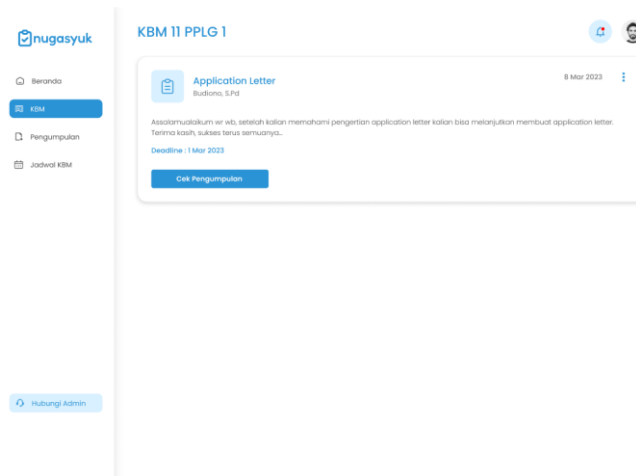 nugasyuk
KBM 11 PPLG 1
Beranda
KBM
Pengumpulan
Jadwal KBM
Application Letter
Budiono, S.Pd
8 Mar 2023
Assalamualaikum wr wb, setelah kalian memahami pengertian application letter kalian bisa melanjutkan membuat application letter.
Terima kasih, sukses terus semuanya...
Deadline : 1 Mar 2023
Cek Pengumpulan
Hubungi Admin